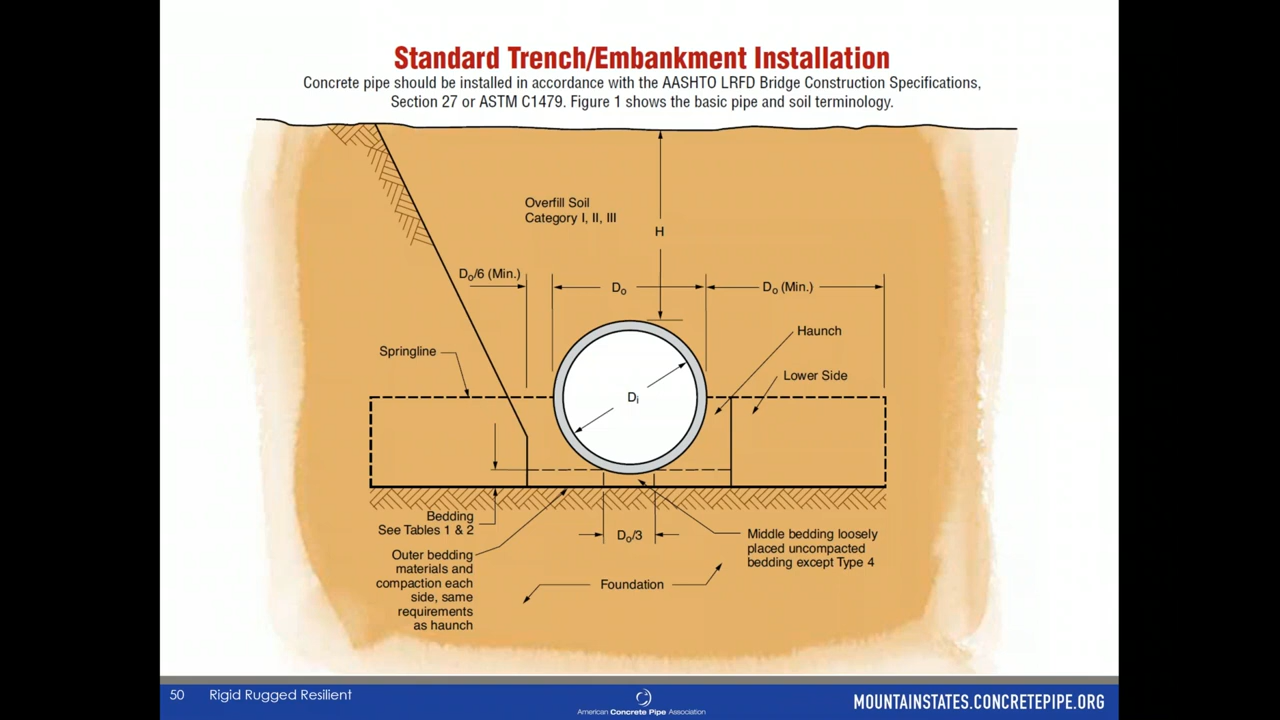 Standard Trench/Embankment Installation
Concrete pipe should be installed in accordance with the AASHTO LRFD Bridge Construction Specifications,
Section 27 or ASTM C1479. Figure 1 shows the basic pipe and soil terminology.
Overfill Soil
Category I, II, III
H
Do/6 (Min.)
Do
Do (Min.)
Haunch
Springline
Lower Side
Di
Bedding
See Tables 1 & 2
Do/3
Middle bedding loosely
placed uncompacted
bedding except Type 4
Outer bedding
materials and
compaction each
side, same
requirements
as haunch
Foundation
50 Rigid Rugged Resilient
American Concrete Pipe Association
MOUNTAINSTATES.CONCRETEPIPE.ORG